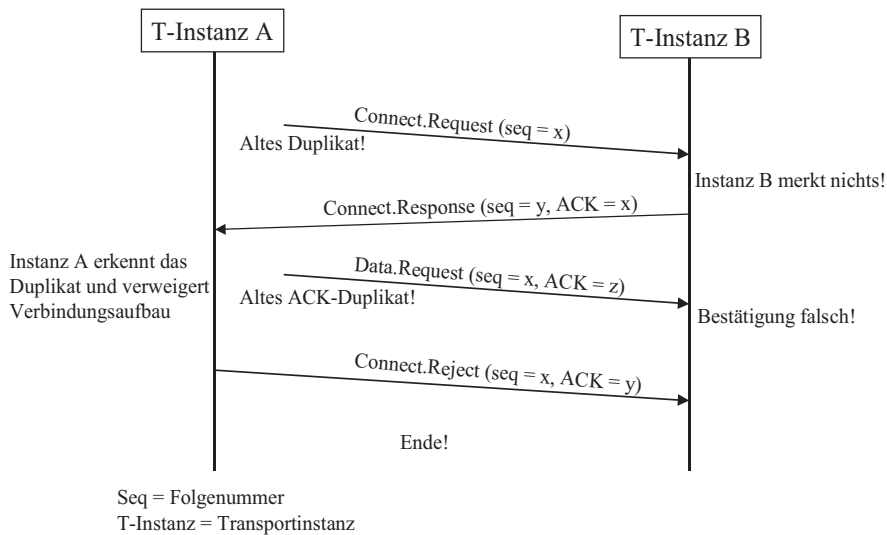 T-Instanz A
T-Instanz B
Connect.Request (seq = x)
Altes Duplikat!
Instanz B merkt nichts!
Connect.Response (seq = y, ACK = x)
Instanz A erkennt das
Duplikat und verweigert
Verbindungsaufbau
Data.Request (seq = x, ACK = z)
Altes ACK-Duplikat!
Bestätigung falsch!
Connect.Reject (seq = x, ACK = y)
Ende!
Seq = Folgenummer
T-Instanz = Transportinstanz